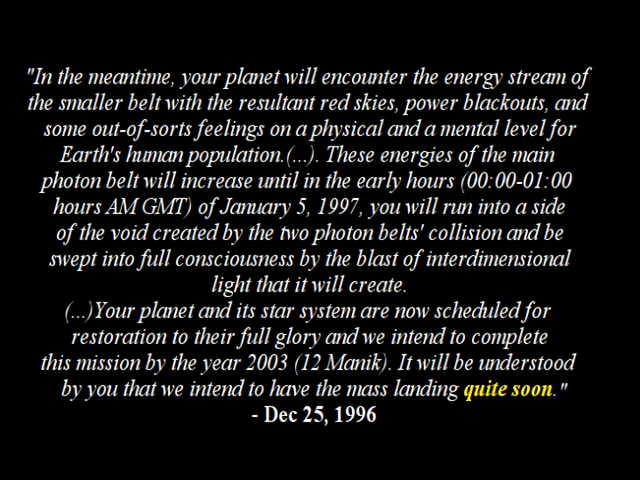 "In the meantime, your planet will encounter the energy stream of
the smaller belt with the resultant red skies, power blackouts, and
some out-of-sorts feelings on a physical and a mental level for
Earth's human population.(...). These energies of the main
photon belt will increase until in the early hours (00:00-01:00
hours AM GMT) of January 5, 1997, you will run into a side
of the void created by the two photon belts' collision and be
swept into full consciousness by the blast of interdimensional
light that it will create.
(...)Your planet and its star system are now scheduled for
restoration to their full glory and we intend to complete
this mission by the year 2003 (12 Manik). It will be understood
by you that we intend to have the mass landing quite soon."
- Dec 25, 1996